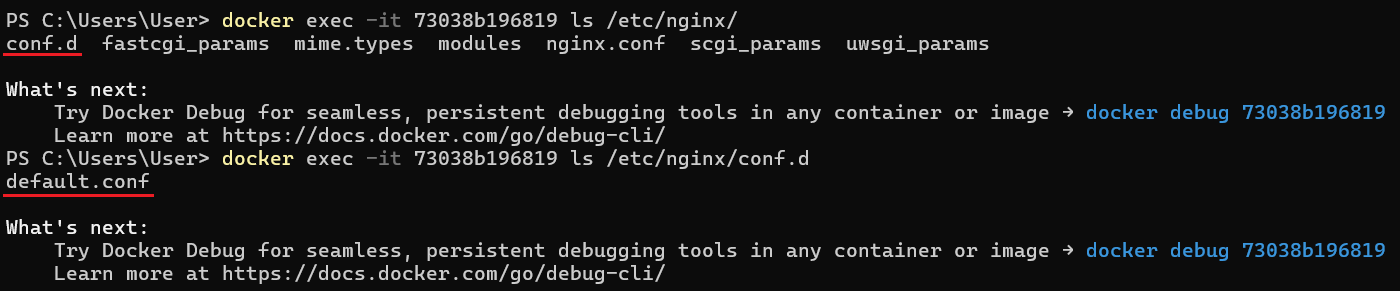 PS C:\Users\User> docker exec -it 73038b196819 ls /etc/nginx/
conf.d  fastcgi_params  mime.types  modules  nginx.conf  scgi_params  uwsgi_params
What's next:
    Try Docker Debug for seamless, persistent debugging tools in any container or image → docker debug 73038b196819
    Learn more at https://docs.docker.com/go/debug-cli/
PS C:\Users\User> docker exec -it 73038b196819 ls /etc/nginx/conf.d
default.conf
What's next:
    Try Docker Debug for seamless, persistent debugging tools in any container or image → docker debug 73038b196819
    Learn more at https://docs.docker.com/go/debug-cli/